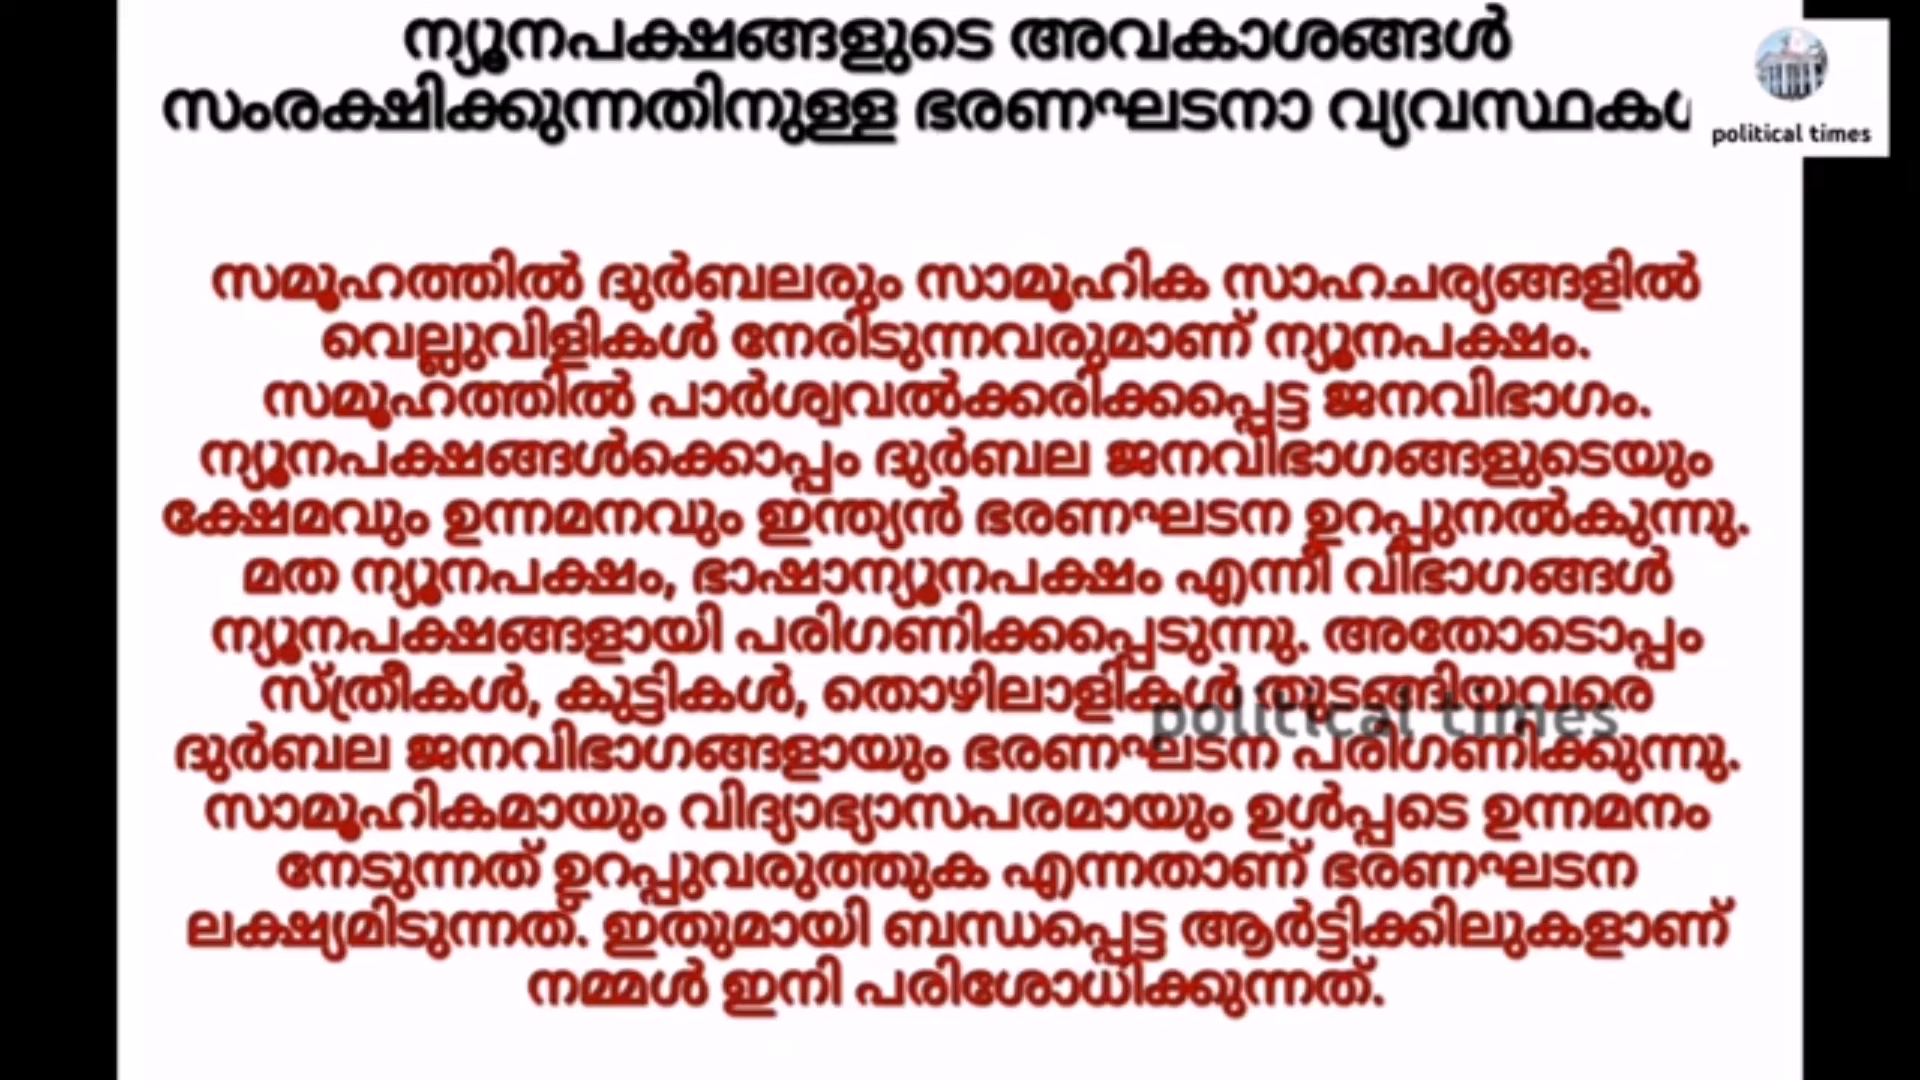 ന്യൂനപക്ഷങ്ങളുടെ അവകാശങ്ങൾ
സംരക്ഷിക്കുന്നതിനുള്ള ഭരണഘടനാ
political times
സമൂഹത്തിൽ ദുർബലരും സാമൂഹിക സാഹചര്യങ്ങളിൽ
വെല്ലുവിളികൾ നേരിടുന്നവരുമാണ് ന്യൂനപക്ഷം.
സമൂഹത്തിൽ പാർശ്വവൽക്കരിക്കപ്പെട്ട ജനവിഭാഗം.
ന്യൂനപക്ഷങ്ങൾക്കൊപ്പം ദുർബല ജനവിഭാഗങ്ങളുടെയും
ക്ഷേമവും ഉന്നമനവും ഇന്ത്യൻ ഭരണഘടന ഉറപ്പുനൽകുന്നു.
മത ന്യൂനപക്ഷം, ഭാഷാന്യൂനപക്ഷം എന്നീ വിഭാഗങ്ങൾ
ന്യൂനപക്ഷങ്ങളായി പരിഗണിക്കപ്പെടുന്നു. അതോടൊപ്പം
സ്ത്രീകൾ, കുട്ടികൾ, തൊഴിലാളികൾ തുടങ്ങിയവരെ
political times
ദുർബല ജനവിഭാഗങ്ങളായും ഭരണഘടന പരിഗണിക്കുന്നു.
സാമൂഹികമായും വിദ്യാഭ്യാസപരമായും ഉൾപ്പടെ ഉന്നമനം
നേടുന്നത് ഉറപ്പുവരുത്തുക എന്നതാണ് ഭരണഘടന
ലക്ഷ്യമിടുന്നത്. ഇതുമായി ബന്ധപ്പെട്ട ആർട്ടിക്കിലുകളാണ്
നമ്മൾ ഇനി പരിശോധിക്കുന്നത്.